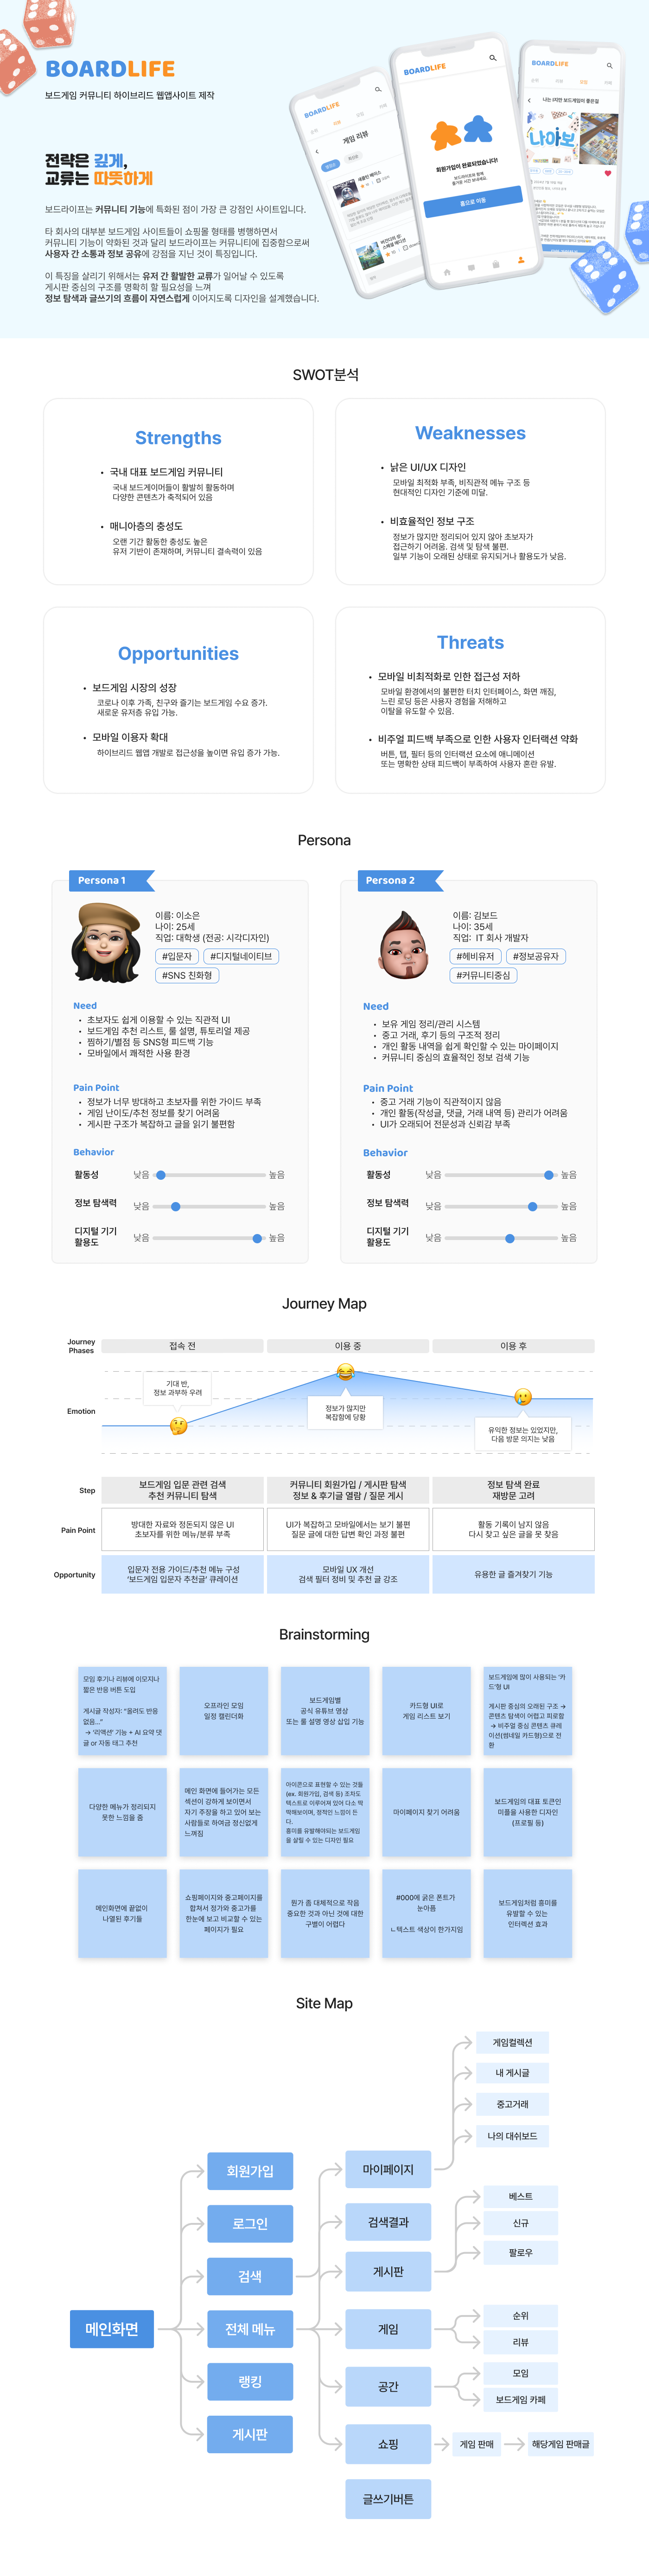 BOARDLIFE
보드게임 커뮤니티 하이브리드 웹앱사이트 제작
전략은 깊게,
교류는 따뜻하게
보드라이프는 커뮤니티 기능에 특화된 점이 가장 큰 강점인 사이트입니다.
타 회사의 대부분 보드게임 사이트들이 쇼핑몰 형태를 병행하면서
커뮤니티 기능이 약화된 것과 달리 보드라이프는 커뮤니티에 집중함으로써
사용자 간 소통과 정보 공유에 강점을 지닌 것이 특징입니다.
이 특징을 살리기 위해서는 유저 간 활발한 교류가 일어날 수 있도록
게시판 중심의 구조를 명확히 할 필요성을 느껴
정보 탐색과 글쓰기의 흐름이 자연스럽게 이어지도록 디자인을 설계했습니다.
BOARDLIFE
게임 리뷰
BOARDLIFE
회원가입이 완료되었습니다!
홈으로 이동
BOARDLIFE
나아보
SWOT분석
Strengths
• 국내 대표 보드게임 커뮤니티
국내 보드게이머들이 활발히 활동하며
다양한 콘텐츠가 축적되어 있음
• 매니아층의 충성도
오랜 기간 활동한 충성도 높은
유저 기반이 존재하며, 커뮤니티 결속력이 있음
Weaknesses
• 낡은 UI/UX 디자인
모바일 최적화 부족, 비직관적 메뉴 구조 등
현대적인 디자인 기준에 미달.
• 비효율적인 정보 구조
정보가 많지만 정리되어 있지 않아 초보자가
접근하기 어려움. 검색 및 탐색 불편.
일부 기능이 오래된 상태로 유지되거나 활용도가 낮음.
Opportunities
• 보드게임 시장의 성장
코로나 이후 가족, 친구와 즐기는 보드게임 수요 증가.
새로운 유저층 유입 가능.
• 모바일 이용자 확대
하이브리드 웹앱 개발로 접근성을 높이면 유입 증가 가능.
Threats
• 모바일 비최적화로 인한 접근성 저하
모바일 환경에서의 불편한 터치 인터페이스, 화면 깨짐,
느린 로딩 등은 사용자 경험을 저해하고
이탈을 유도할 수 있음.
• 비주얼 피드백 부족으로 인한 사용자 인터랙션 약화
버튼, 탭, 필터 등의 인터랙션 요소에 애니메이션
또는 명확한 상태 피드백이 부족하여 사용자 혼란 유발.
Persona
Persona 1
이름: 이소은
나이: 25세
직업: 대학생 (전공: 시각디자인)
#입문자 #디지털네이티브
#SNS 친화형
Need
• 초보자도 쉽게 이용할 수 있는 직관적 UI
• 보드게임 추천 리스트, 룰 설명, 튜토리얼 제공
• 찜하기/별점 등 SNS형 피드백 기능
• 모바일에서 쾌적한 사용 환경
Pain Point
• 정보가 너무 방대하고 초보자를 위한 가이드 부족
• 게임 난이도/추천 정보를 찾기 어려움
• 게시판 구조가 복잡하고 글을 읽기 불편함
Behavior
활동성 낮음 높음
정보 탐색력 낮음 높음
디지털 기기
활용도 낮음 높음
Persona 2
이름: 김보드
나이: 35세
직업: IT 회사 개발자
#헤비유저 #정보공유자
#커뮤니티중심
Need
• 보유 게임 정리/관리 시스템
• 중고 거래, 후기 등의 구조적 정리
• 개인 활동 내역을 쉽게 확인할 수 있는 마이페이지
• 커뮤니티 중심의 효율적인 정보 검색 기능
Pain Point
• 중고 거래 기능이 직관적이지 않음
• 개인 활동(작성글, 댓글, 거래 내역 등) 관리가 어려움
• UI가 오래되어 전문성과 신뢰감 부족
Behavior
활동성 낮음 높음
정보 탐색력 낮음 높음
디지털 기기
활용도 낮음 높음
Journey Map
Journey
Phases
접속 전 이용 중 이용 후
Emotion
기대 반,
정보 과부하 우려
정보가 많지만
복잡함에 당황
유익한 정보는 있었지만,
다음 방문 의지는 낮음
Step
보드게임 입문 관련 검색
추천 커뮤니티 탐색
커뮤니티 회원가입 / 게시판 탐색
정보 & 후기글 열람 / 질문 게시
정보 탐색 완료
재방문 고려
Pain Point
방대한 자료와 정돈되지 않은 UI
초보자를 위한 메뉴/분류 부족
UI가 복잡하고 모바일에서는 보기 불편
질문 글에 대한 답변 확인 과정 불편
활동 기록이 남지 않음
다시 찾고 싶은 글을 못 찾음
Opportunity
입문자 전용 가이드/추천 메뉴 구성
'보드게임 입문자 추천글' 큐레이션
모바일 UX 개선
검색 필터 정비 및 추천 글 강조
유용한 글 즐겨찾기 기능
Brainstorming
모임 후기나 리뷰에 이모지나
짧은 반응 버튼 도입
게시글 작성자: "올려도 반응
없음..."
→ '리액션' 기능 + AI 요약 댓
글 or 자동 태그 추천
오프라인 모임
일정 캘린더화
보드게임별
공식 유튜브 영상
또는 룰 설명 영상 삽입 기능
카드형 UI로
게임 리스트 보기
보드게임에 많이 사용되는 '카
드'형 UI
게시판 중심의 오래된 구조 →
콘텐츠 탐색이 어렵고 피로함
→ 비주얼 중심 콘텐츠 큐레
이션(썸네일 카드형)으로 전
환
다양한 메뉴가 정리되지
못한 느낌을 줌
메인 화면에 들어가는 모든
섹션이 강하게 보이면서
자기 주장을 하고 있어 보는
사람들로 하여금 정신없게
느껴짐
아이콘으로 표현할 수 있는 것들
(ex. 회원가입, 검색 등) 조차도
텍스트로 이루어져 있어 다소 딱
딱해보이며, 정적인 느낌이 든
다.
흥미를 유발해야되는 보드게임
을 살릴 수 있는 디자인 필요
마이페이지 찾기 어려움
보드게임의 대표 토큰인
미플을 사용한 디자인
(프로필 등)
메인화면에 끝없이
나열된 후기들
쇼핑페이지와 중고페이지를
합쳐서 정가와 중고가를
한눈에 보고 비교할 수 있는
페이지가 필요
뭔가 좀 대체적으로 작음
중요한 것과 아닌 것에 대한
구별이 어렵다
#000에 굵은 폰트가
눈아픔
ㄴ텍스트 색상이 한가지임
보드게임처럼 흥미를
유발할 수 있는
인터렉션 효과
Site Map
메인화면
회원가입
로그인
검색
전체 메뉴
랭킹
게시판
마이페이지
검색결과
게시판
게임
공간
쇼핑
글쓰기버튼
게임컬렉션
내 게시글
중고거래
나의 대쉬보드
베스트
신규
팔로우
순위
리뷰
모임
보드게임 카페
게임 판매
해당게임 판매글